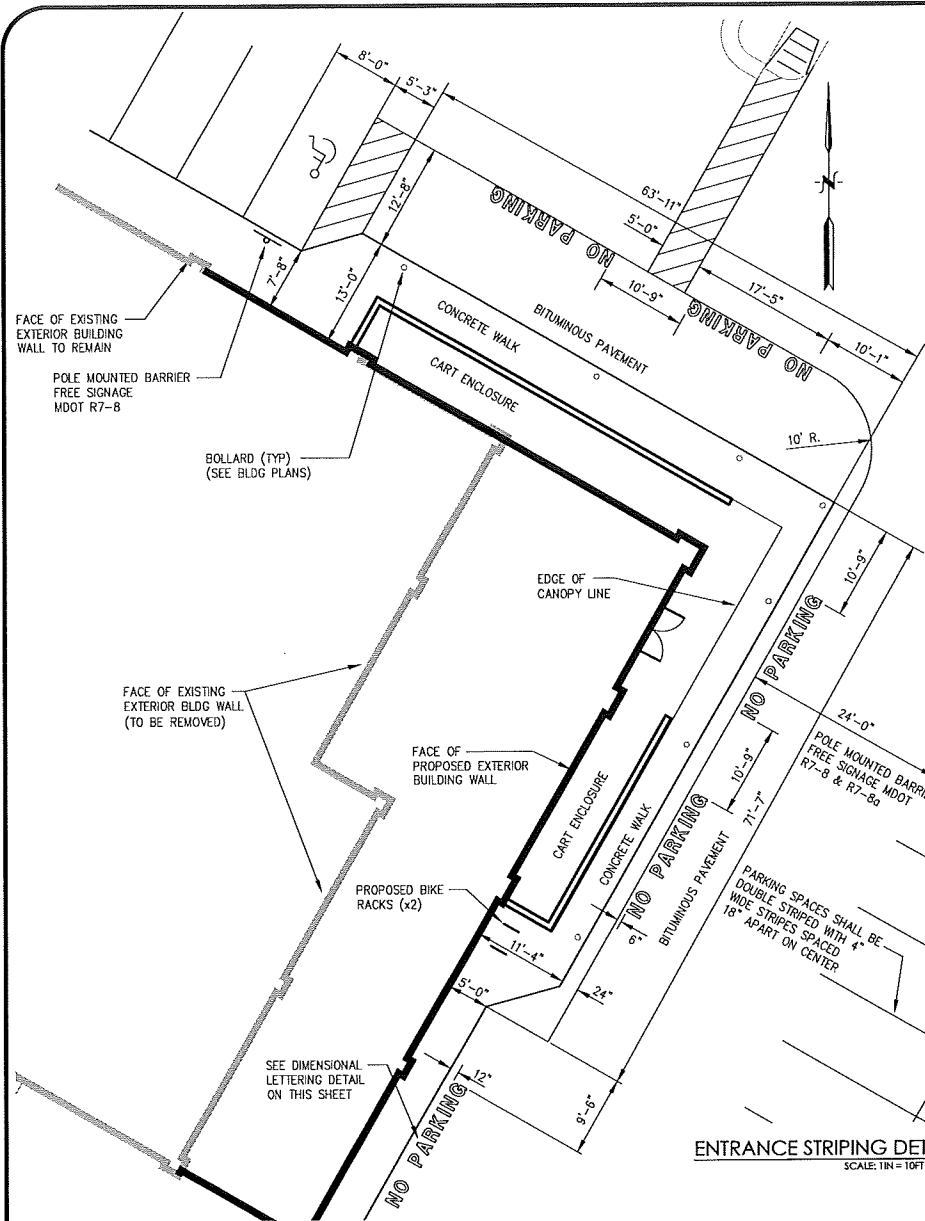 8'-0"
5'-3"
63'-11"
12'-8"
NO PARKING
5'-0"
NO PARKING
N
17'-5"
10'-9"
10'-1"
NO PARKING
NO PARKING
7'-8"
13'-0"
FACE OF EXISTING
EXTERIOR BUILDING
WALL TO REMAIN
CONCRETE WALK
BITUMINOUS PAVEMENT
CART ENCLOSURE
POLE MOUNTED BARRIER
FREE SIGNAGE
MDOT R7-8
10' R.
BOLLARD (TYP)
(SEE BLDG PLANS)
EDGE OF
CANOPY LINE
10'-9"
NO PARKING
FACE OF EXISTING
EXTERIOR BLDG WALL
(TO BE REMOVED)
24'-0"
POLE MOUNTED BARRIE
FREE SIGNAGE MDOT
R7-8 & R7-8a
FACE OF
PROPOSED EXTERIOR
BUILDING WALL
10'-9"
71'-7"
CART ENCLOSURE
CONCRETE WALK
NO PARKING
BITUMINOUS PAVEMENT
PARKING SPACES SHALL BE
DOUBLE STRIPED WITH 4"
WIDE STRIPES SPACED
18" APART ON CENTER
PROPOSED BIKE
RACKS (x2)
6"
11'-4"
5'-0"
24"
SEE DIMENSIONAL
LETTERING DETAIL
ON THIS SHEET
12"
9'-6"
NO PARKING
ENTRANCE STRIPING DET
SCALE: 1IN = 10FT